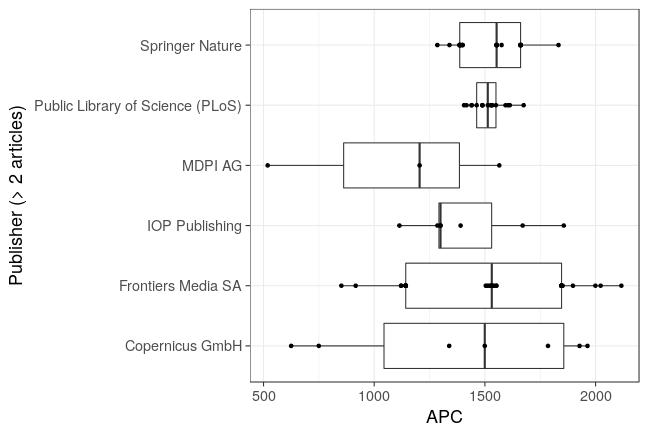 Publisher (> 2 articles)
Springer Nature
Public Library of Science (PLoS)
MDPI AG
IOP Publishing
Frontiers Media SA
Copernicus GmbH
500 1000 1500 2000
APC